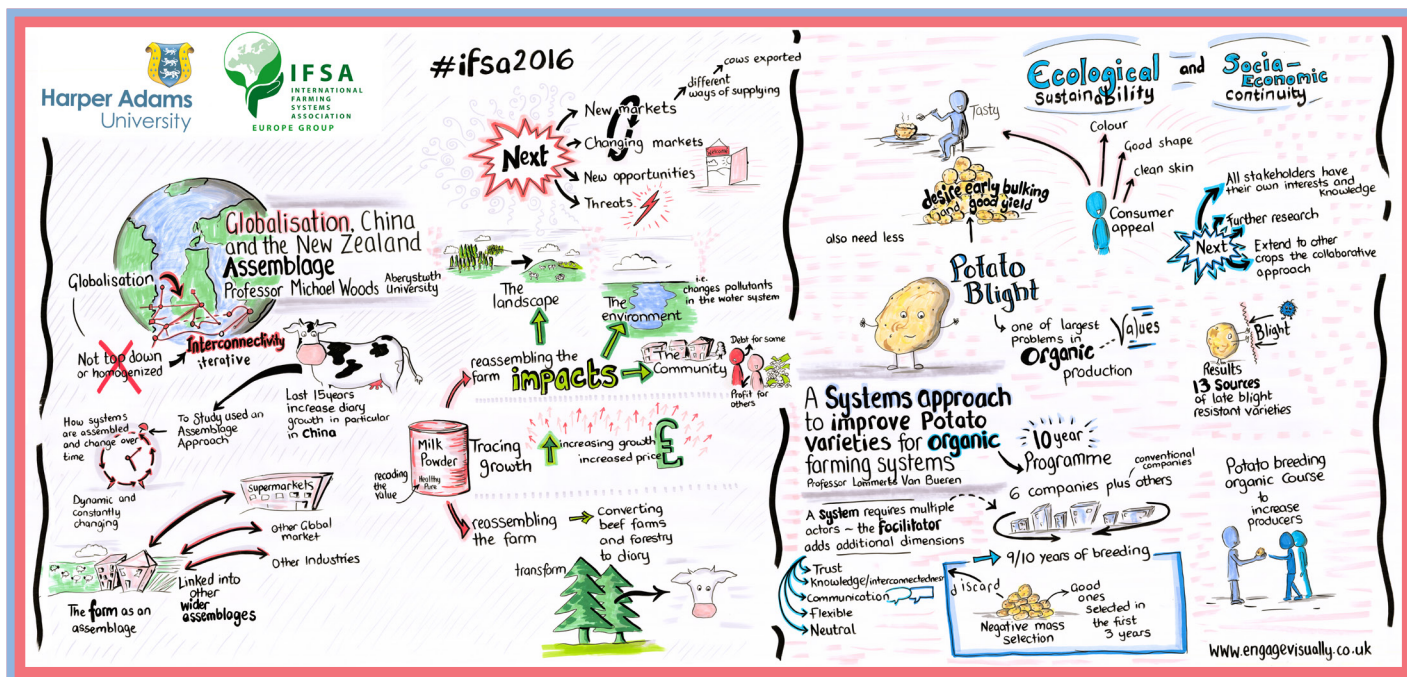 Harper Adams
University
IFSA
INTERNATIONAL
FARMING
SYSTEMS
ASSOCIATION
EUROPE GROUP
#ifsa2016
Globalisation, China
and the New Zealand
Assemblage
Professor Michael Woods
Aberystwth
University
Globalisation
Not top down
or homogenized
Interconnectivity
iterative
Last 15years
increase diary
growth in particular
in China
To Study used an
Assemblage
Approach
How systems
are assembled
and change over
time
Dynamic and
constantly
changing
supermarkets
other Global
market
Other Industries
Linked into
other
wider
assemblages
The farm as an
assemblage
Next
New markets
different
ways of supplying
cows exported
Changing markets
New opportunities
Threats
The
landscape
The
environment
i.e.
changes pollutants
in the water system
reassembling the
farm
impacts
The
Community
Debt for some
Profit for
others
Milk
Powder
Healthy
Pure
recoding
the
value
Tracing
growth
increasing growth
increased price
£
reassembling
the farm
Converting
beef farms
and forestry
to diary
transform
Ecological
sustainability
and
Socia-
Economic
continuity
Tasty
desire early bulking
and good yield
also need less
Colour
Good shape
clean skin
Consumer
appeal
Next
All stakeholders have
their own interests and
knowledge
Further research
Extend to other
crops the collaborative
approach
Potato
Blight
one of largest
problems in
organic
production
Values
Blight
Results
13 Sources
of late blight
resistant varieties
A Systems approach
to improve Potato
varieties for organic
farming systems
Professor Lammerts Van Bueren
10 year
Programme
conventional
companies
6 companies plus others
A System requires multiple
actors ~ the facilitator
adds additional dimensions
Trust
Knowledge/interconnectedness
Communication
Flexible
Neutral
9/10 years of breeding
discard
Good
ones
selected in
the first
3 years
Negative mass
selection
Potato breeding
organic Course
to
increase
producers
www.engagevisually.co.uk